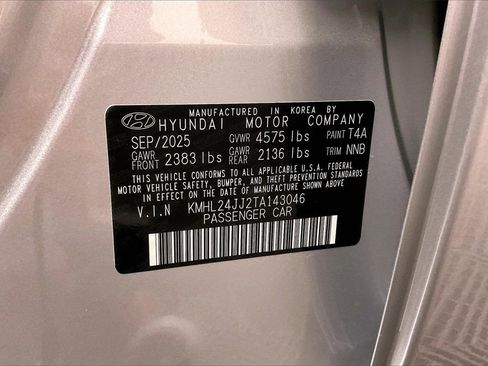 MANUFACTURED IN KOREA BY
HYUNDAI MOTOR COMPANY
SEP/2025 GVWR 4575 lbs PAINT T4A
GAWR FRONT 2383 lbs GAWR REAR 2136 lbs TRIM NNB
THIS VEHICLE CONFORMS TO ALL APPLICABLE U.S.A. FEDERAL
MOTOR VEHICLE SAFETY, BUMPER, AND THEFT PREVENTION STANDARDS
IN EFFECT ON THE DATE OF MANUFACTURE SHOWN ABOVE.
V.I.N KMHL24JJ2TA143046
PASSENGER CAR